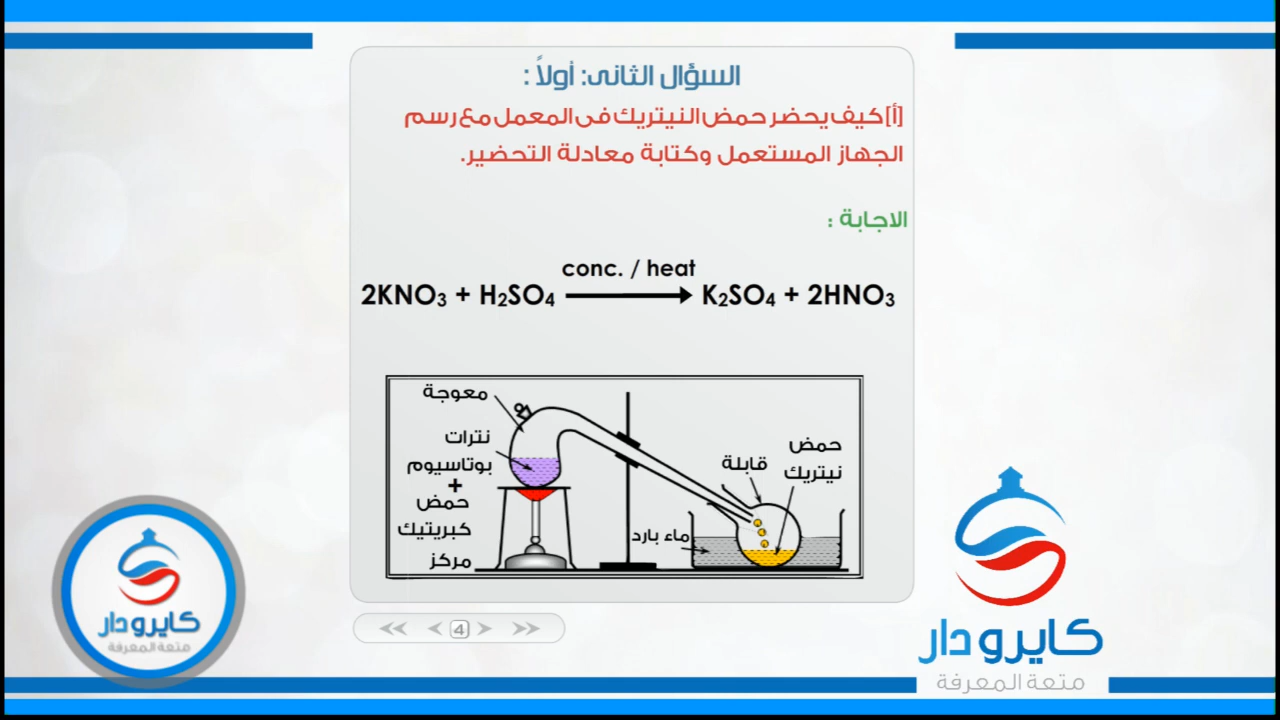 السؤال الثانى: أولاً :
[أ] كيف يحضر حمض النيتريك فى المعمل مع رسم
الجهاز المستعمل وكتابة معادلة التحضير.
الاجابة :
conc. / heat
2KNO3 + H2SO4 → K2SO4 + 2HNO3
معوجة
نترات
بوتاسيوم
+
حمض
كبريتيك
مركز
قابلة
حمض
نيتريك
ماء بارد
4
كايرو دار
متعة المعرفة
كايرو دار
متعة المعرفة